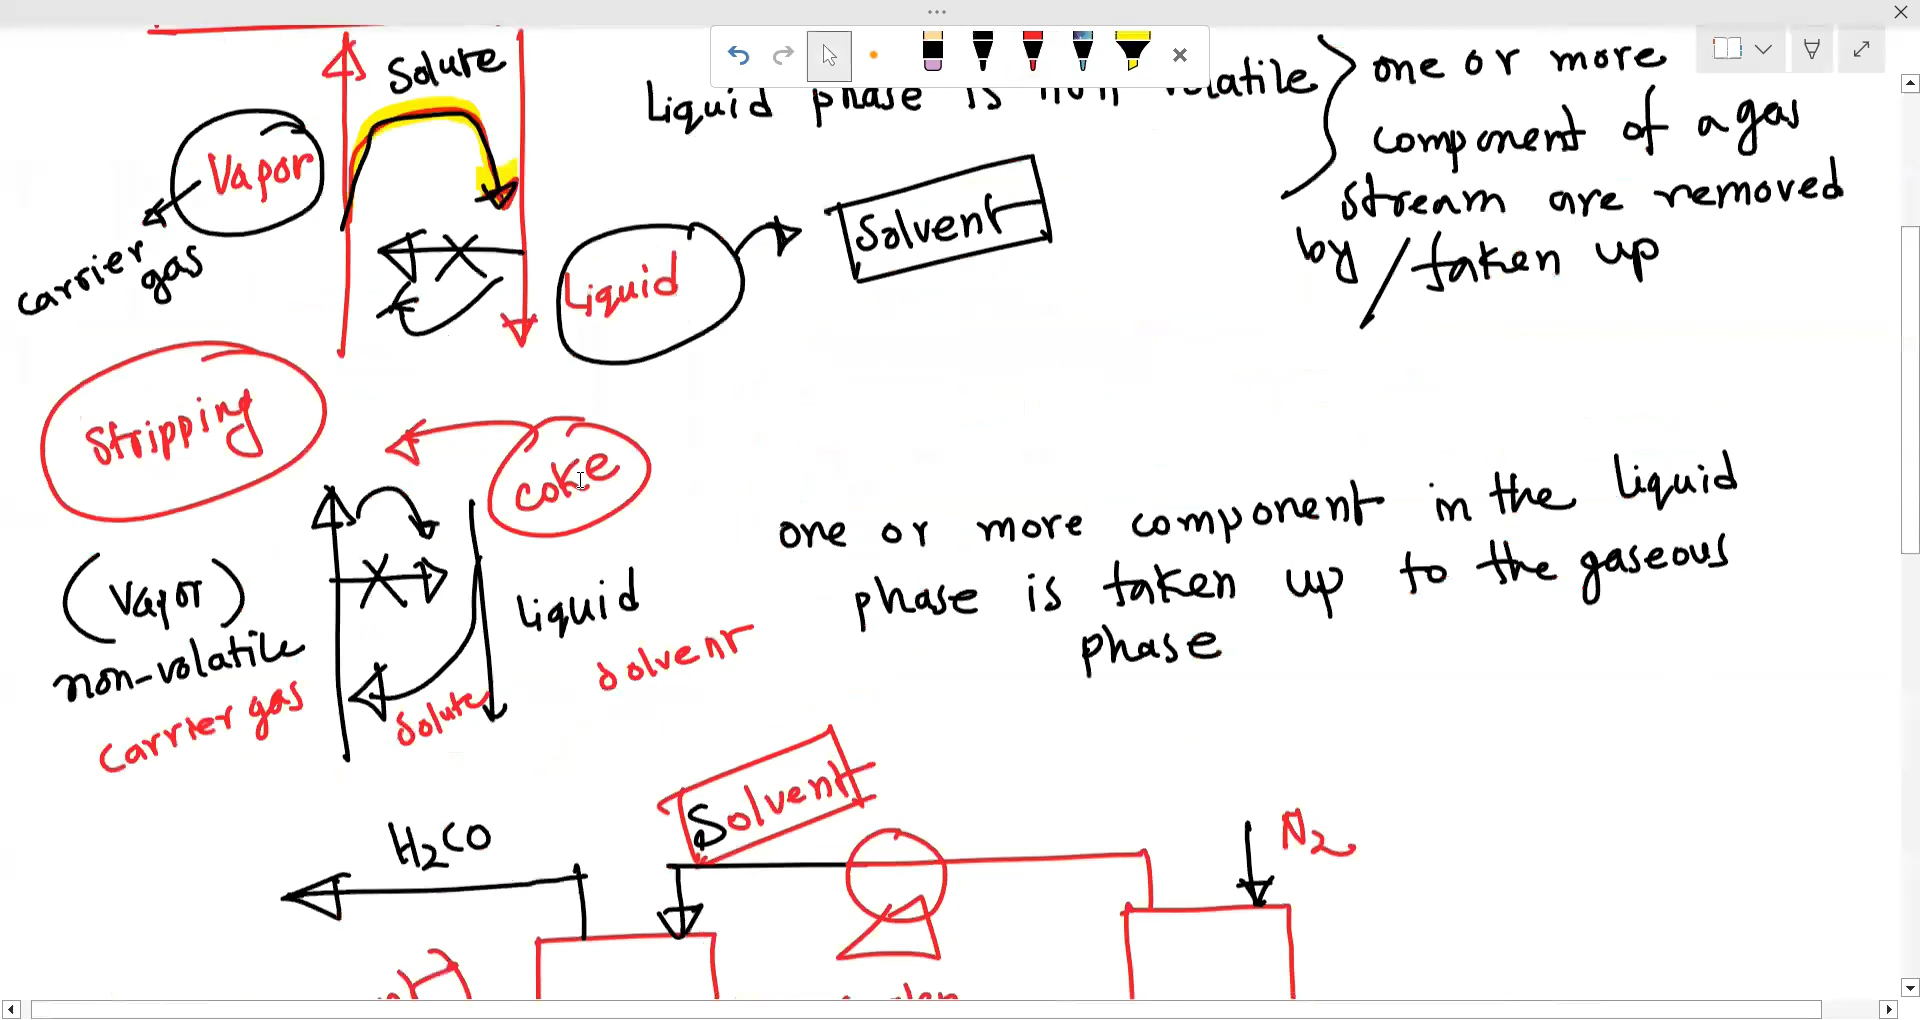 Solute
Vapor
carrier
gas
Liquid phase is non volatile
Liquid
Solvent
one or more
component of a gas
stream are removed
by / taken up
Stripping
coke
(Vapor)
non-volatile
carrier gas
Liquid
solvent
Solute
one or more component in the liquid
phase is taken up to the gaseous
phase
H2CO
Solvent
N2